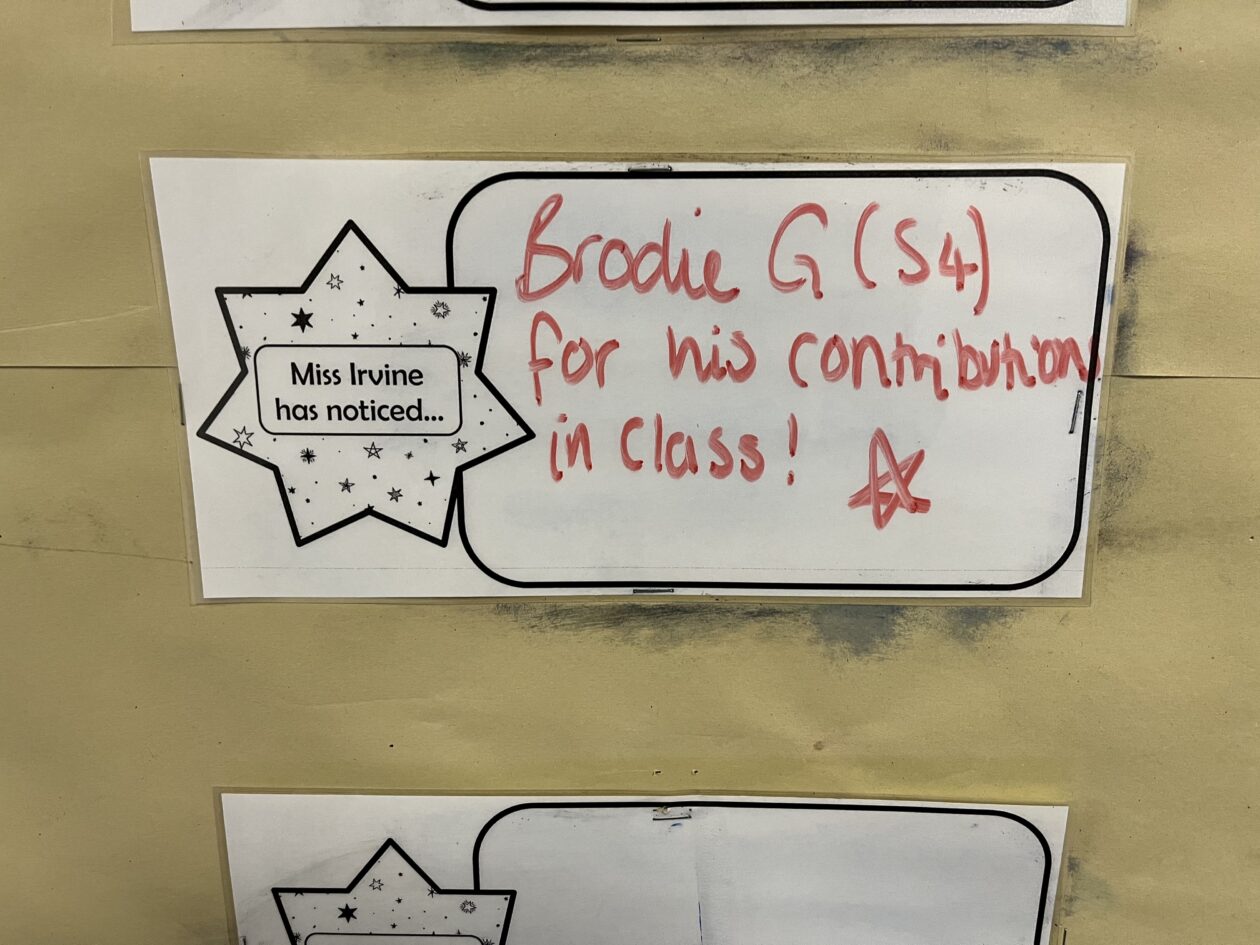 Miss Irvine
has noticed...
Brodie G (S4)
for his contributions
in class!